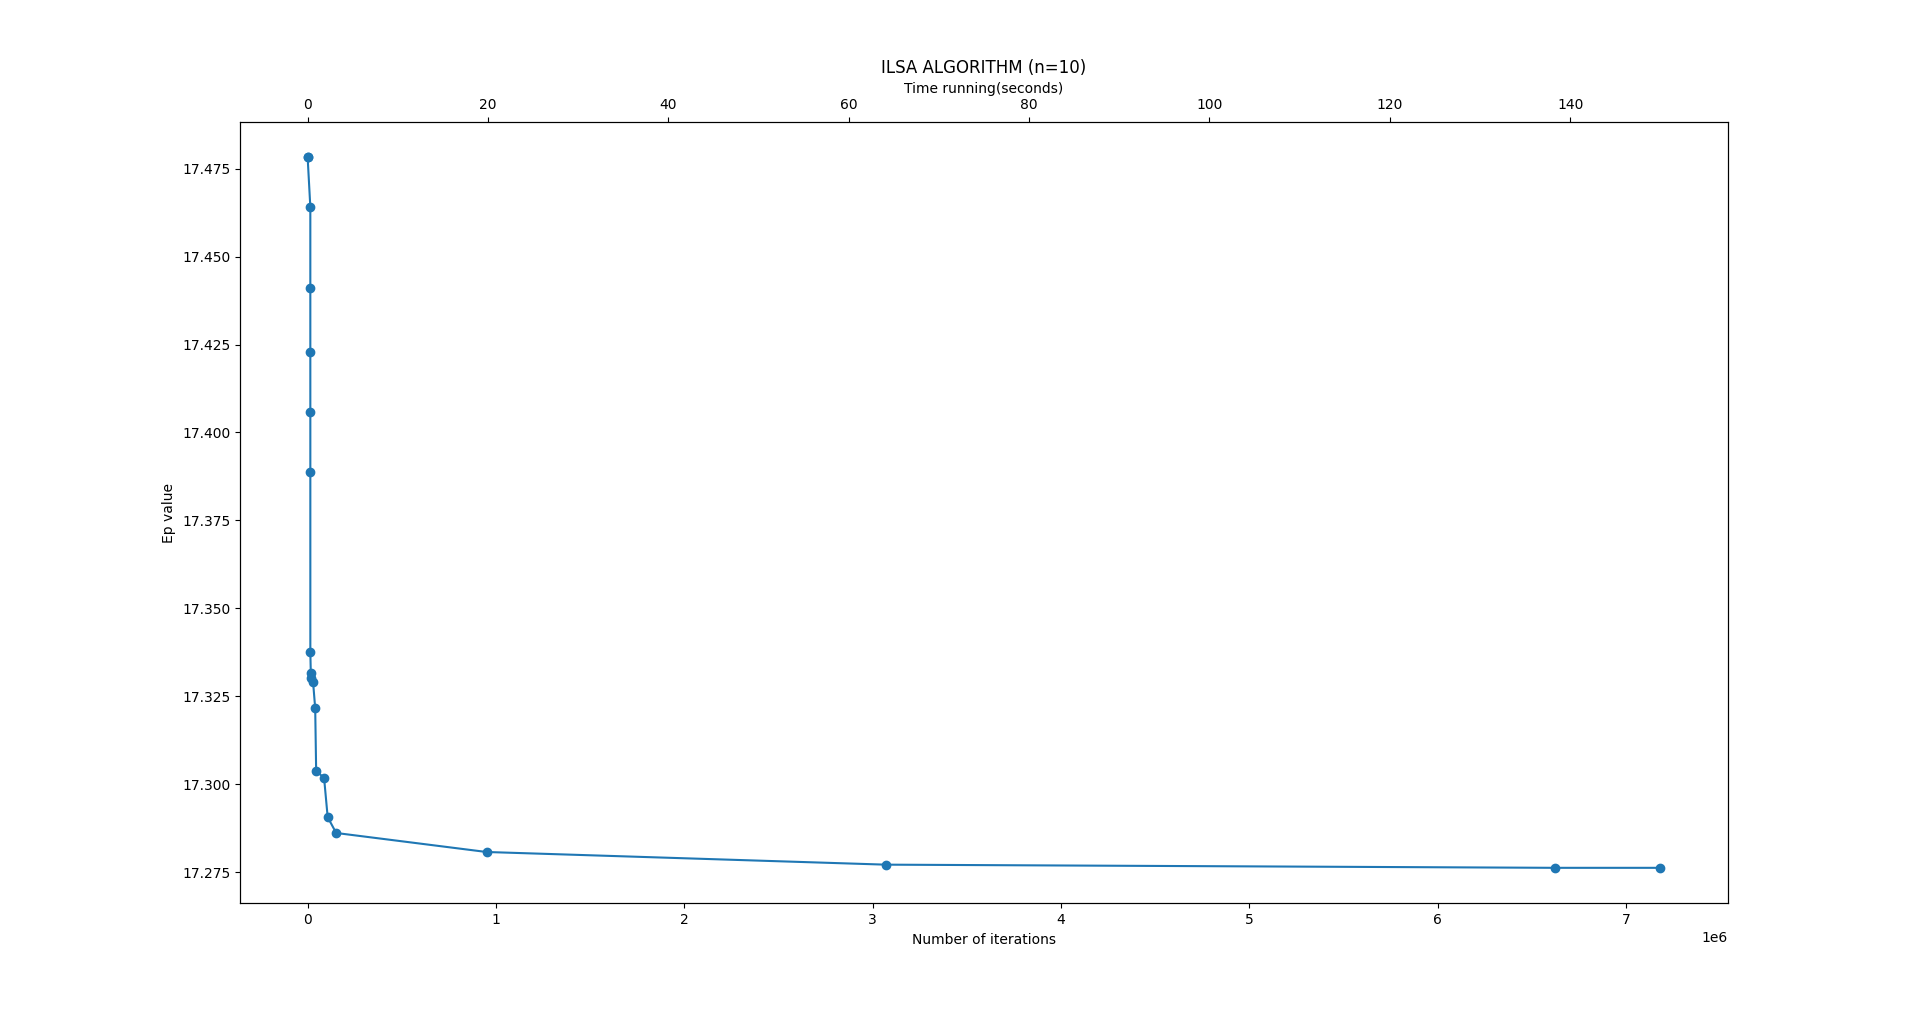 ILSA ALGORITHM (n=10)
Time running(seconds)
0 20 40 60 80 100 120 140
17.475
17.450
17.425
17.400
17.375
17.350
17.325
17.300
17.275
Ep value
0 1 2 3 4 5 6 7
1e6
Number of iterations